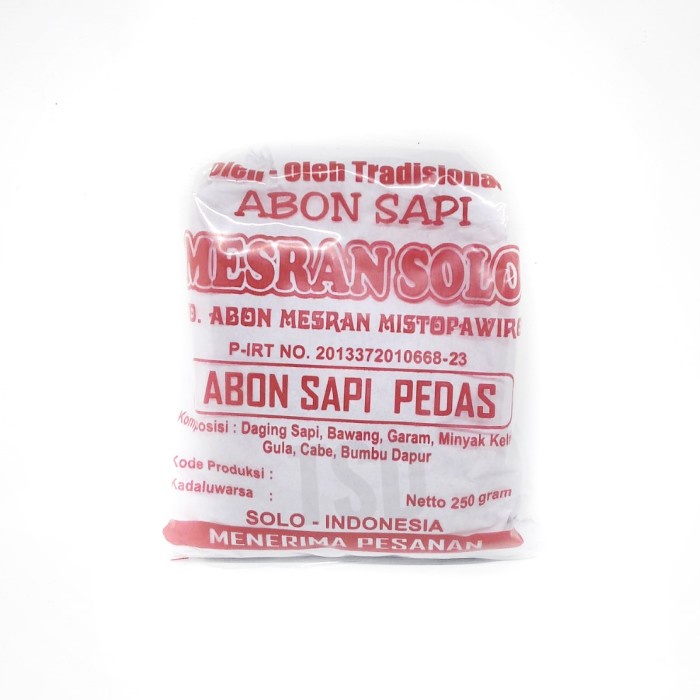 Oleh - Oleh Tradisional
ABON SAPI
MESRAN SOLO
. ABON MESRAN MISTOPAWIRO
P-IRT NO. 2013372010668-23
ABON SAPI PEDAS
Komposisi : Daging Sapi, Bawang, Garam, Minyak
Gula, Cabe, Bumbu Dapur
Kode Produksi :
Kadaluwarsa :
Netto 250 gram
SOLO - INDONESIA
MENERIMA PESANAN